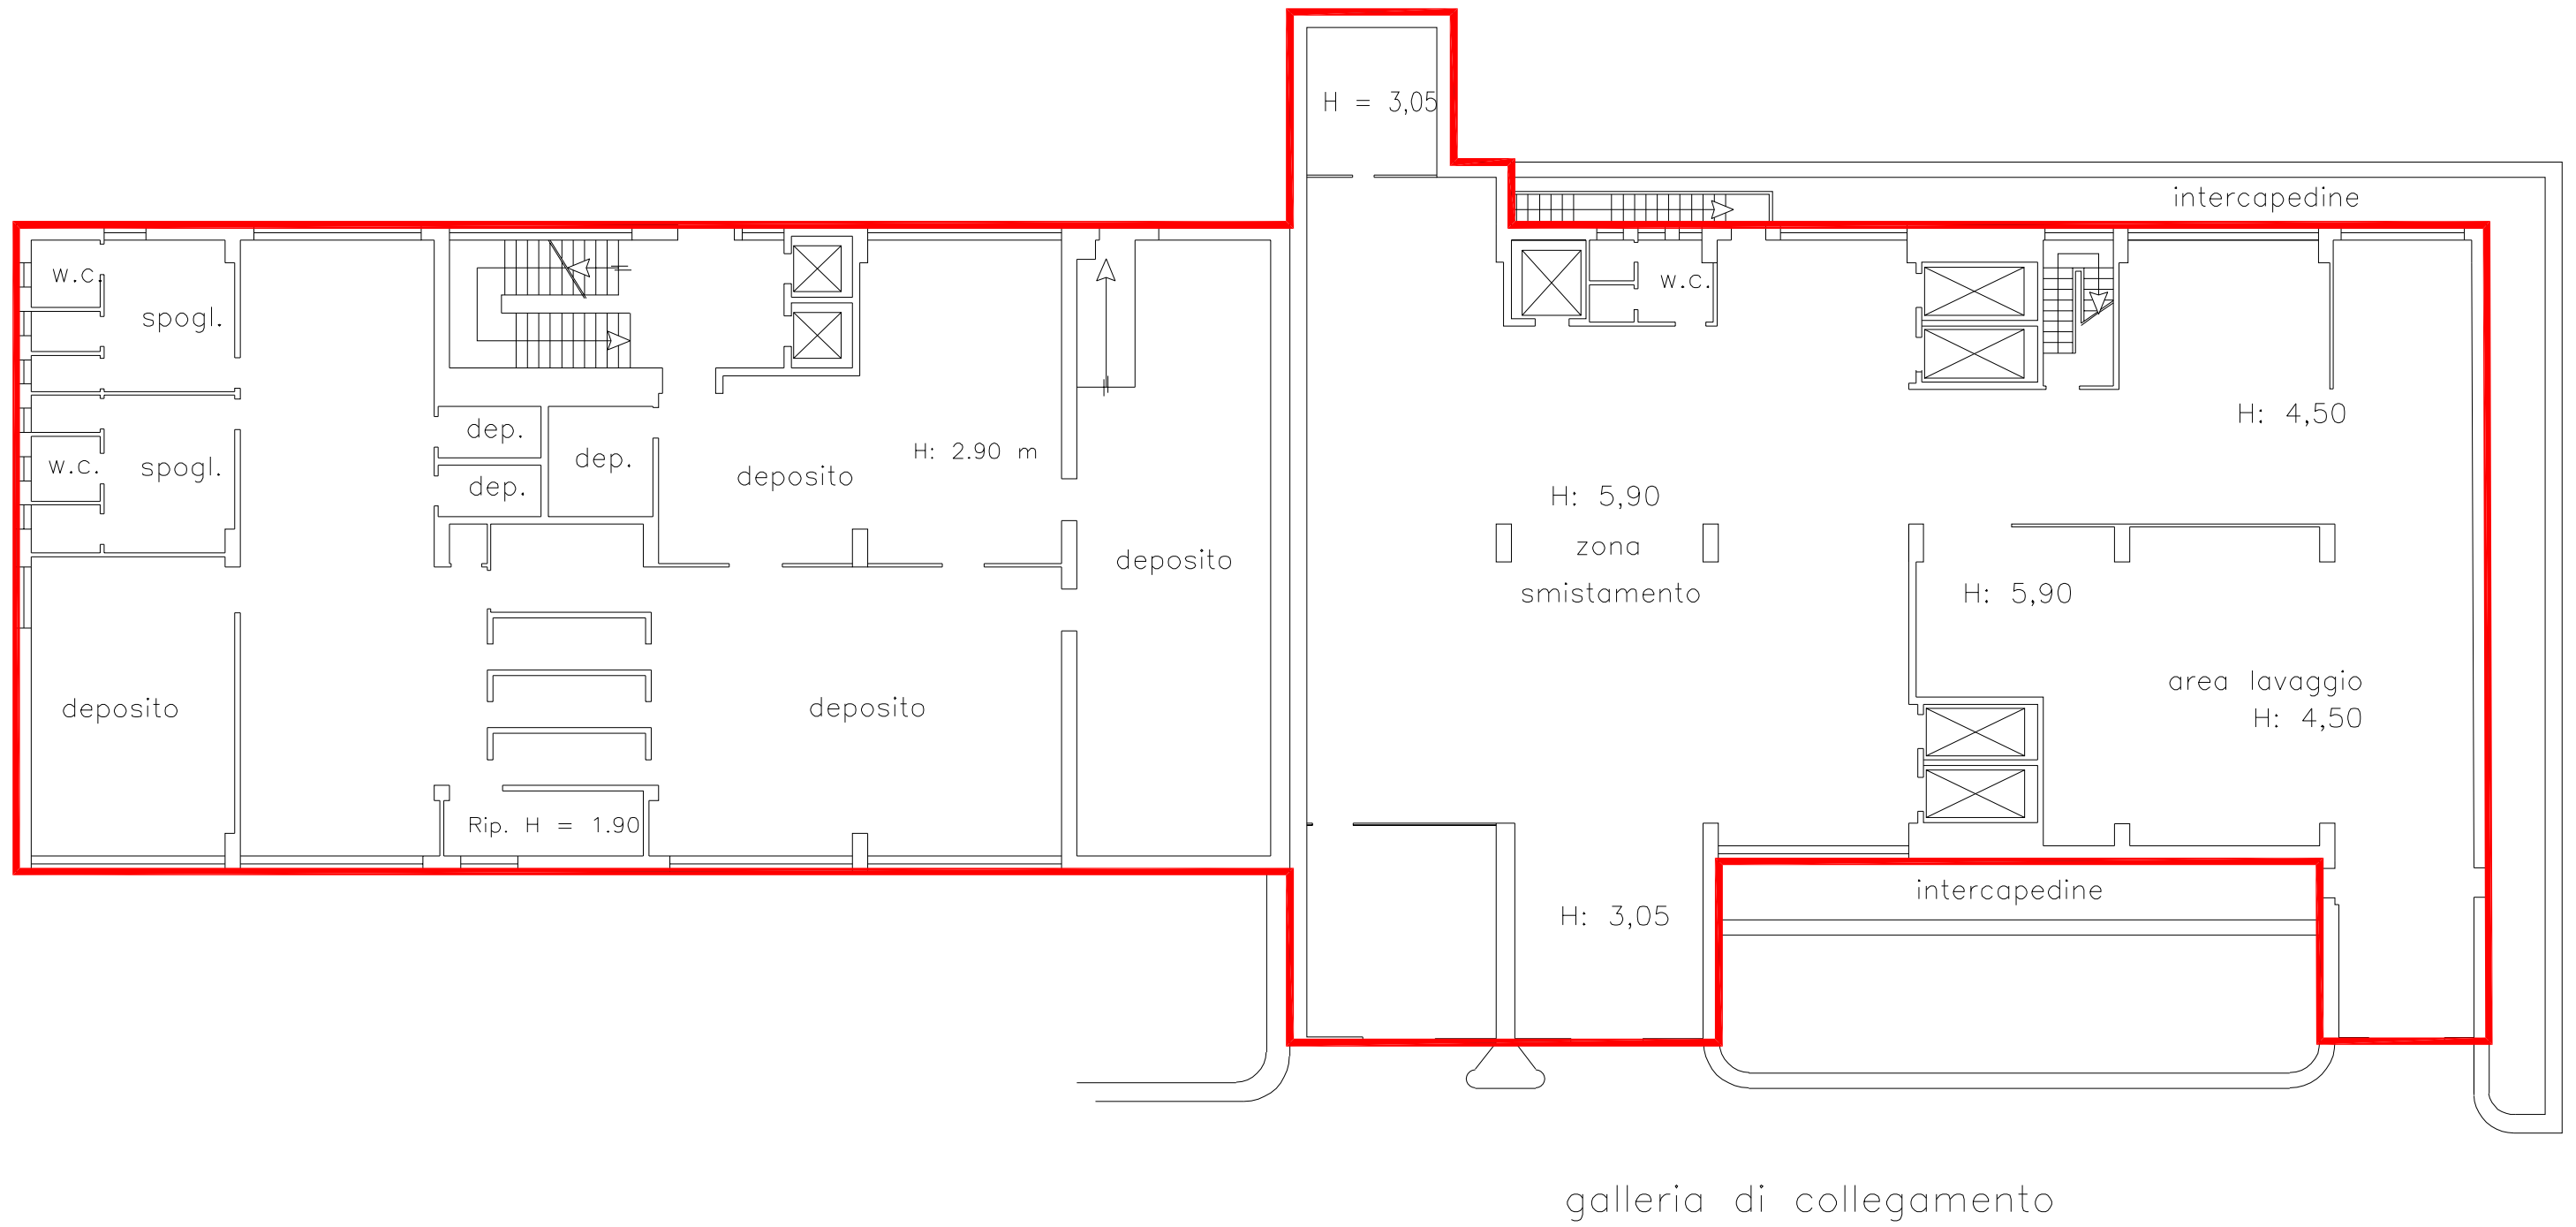 H = 3,05
intercapedine
w.c.
spogl.
w.c.
H: 4,50
dep.
dep.
dep.
w.c.
spogl.
deposito
H: 2.90 m
H: 5,90
zona
smistamento
deposito
H: 5,90
deposito
deposito
area lavaggio
H: 4,50
Rip. H = 1.90
intercapedine
H: 3,05
galleria di collegamento